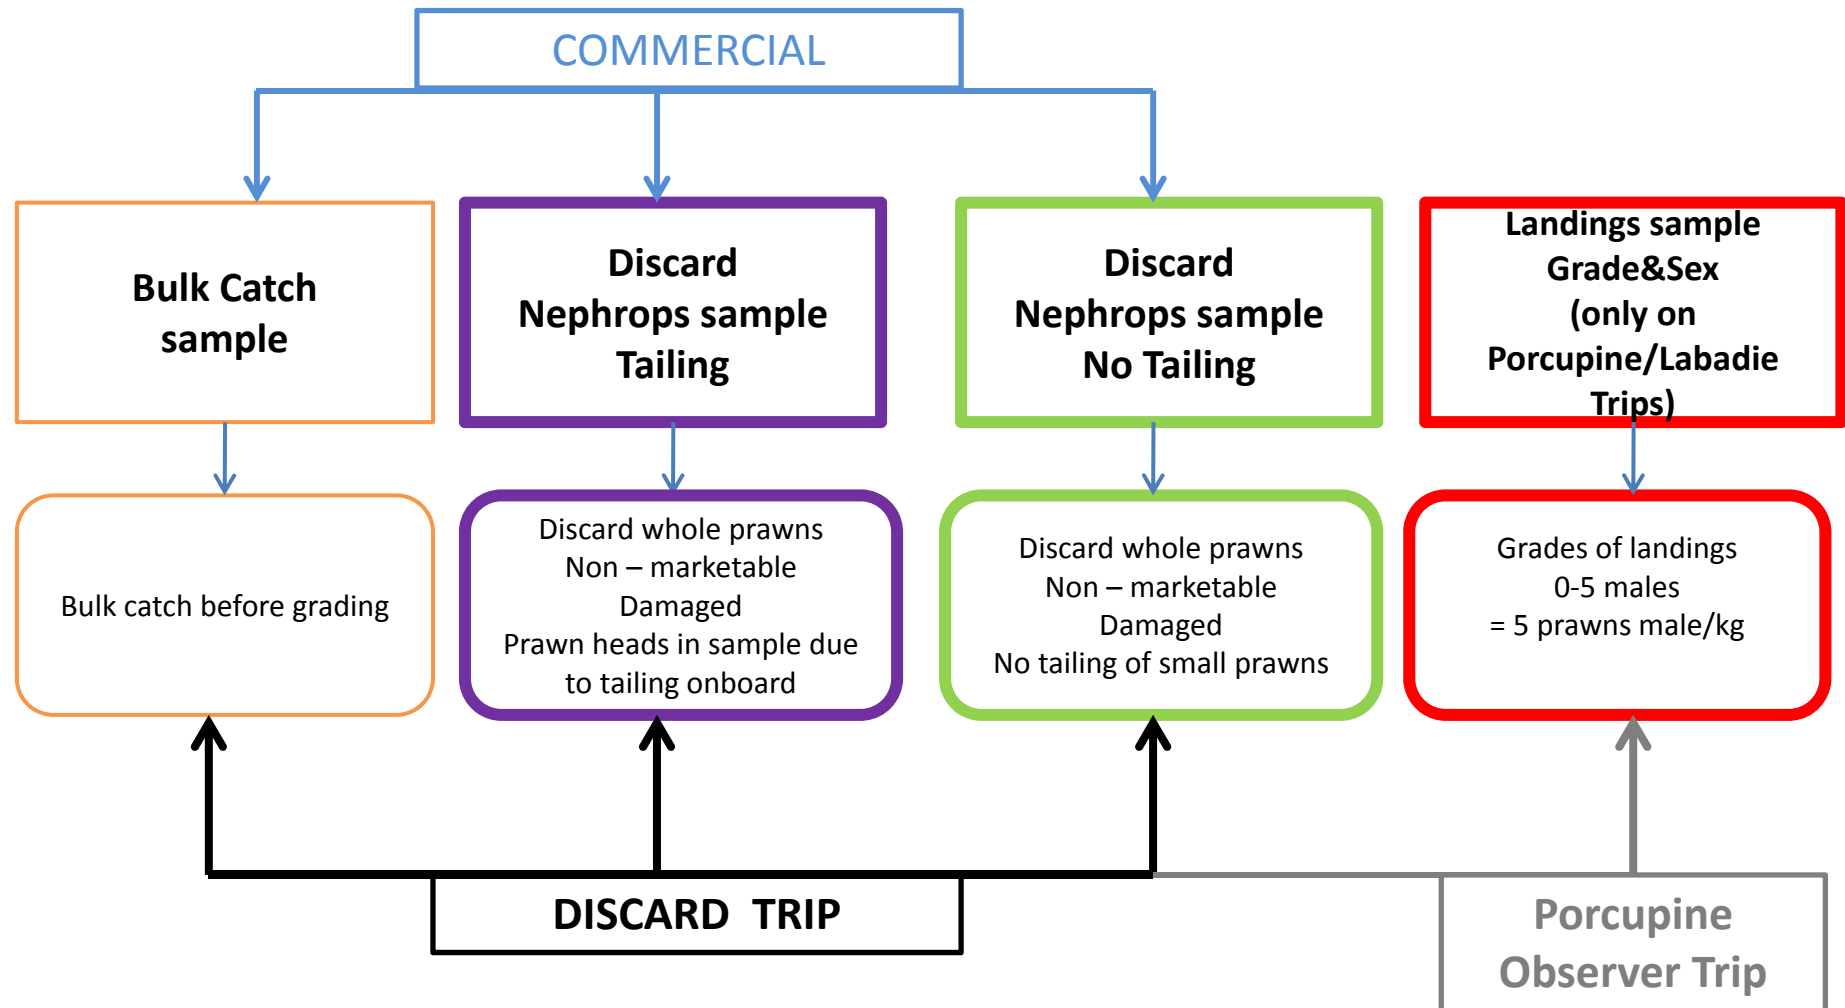 COMMERCIAL
Bulk Catch
sample
Discard
Nephrops sample
Tailing
Discard
Nephrops sample
No Tailing
Landings sample
Grade&Sex
(only on
Porcupine/Labadie
Trips)
Bulk catch before grading
Discard whole prawns
Non – marketable
Damaged
Prawn heads in sample due
to tailing onboard
Discard whole prawns
Non – marketable
Damaged
No tailing of small prawns
Grades of landings
0-5 males
= 5 prawns male/kg
DISCARD TRIP
Porcupine
Observer Trip